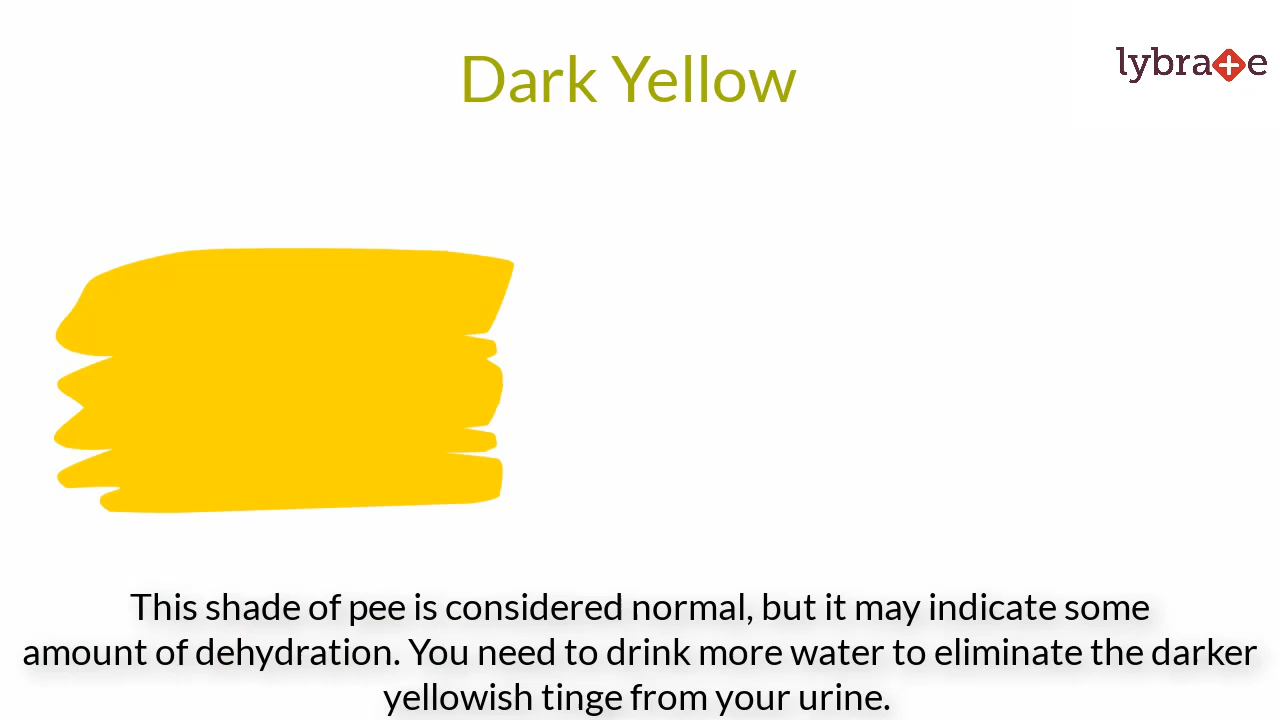 Dark Yellow
lybrate
This shade of pee is considered normal, but it may indicate some
amount of dehydration. You need to drink more water to eliminate the darker
yellowish tinge from your urine.